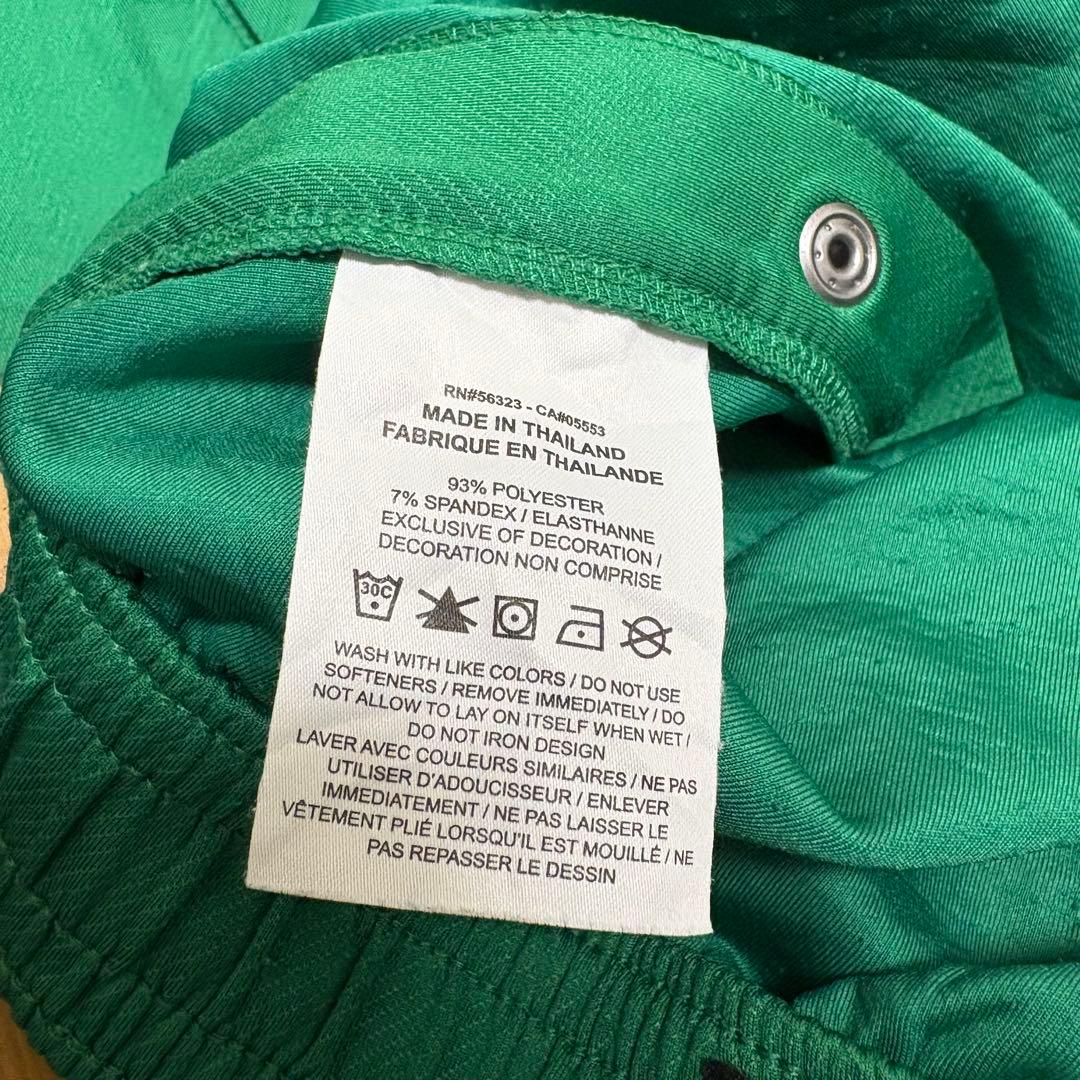 RN#56323 - CA#05553
MADE IN THAILAND
FABRIQUE EN THAILANDE
93% POLYESTER
7% SPANDEX / ELASTHANNE
EXCLUSIVE OF DECORATION /
DECORATION NON COMPRISE
30C
WASH WITH LIKE COLORS / DO NOT USE
SOFTENERS / REMOVE IMMEDIATELY / DO
NOT ALLOW TO LAY ON ITSELF WHEN WET /
DO NOT IRON DESIGN
LAVER AVEC COULEURS SIMILAIRES / NE PAS
UTILISER D'ADOUCISSEUR / ENLEVER
IMMEDIATEMENT / NE PAS LAISSER LE
VÊTEMENT PLIÉ LORSQU'IL EST MOUILLÉ / NE
PAS REPASSER LE DESSIN